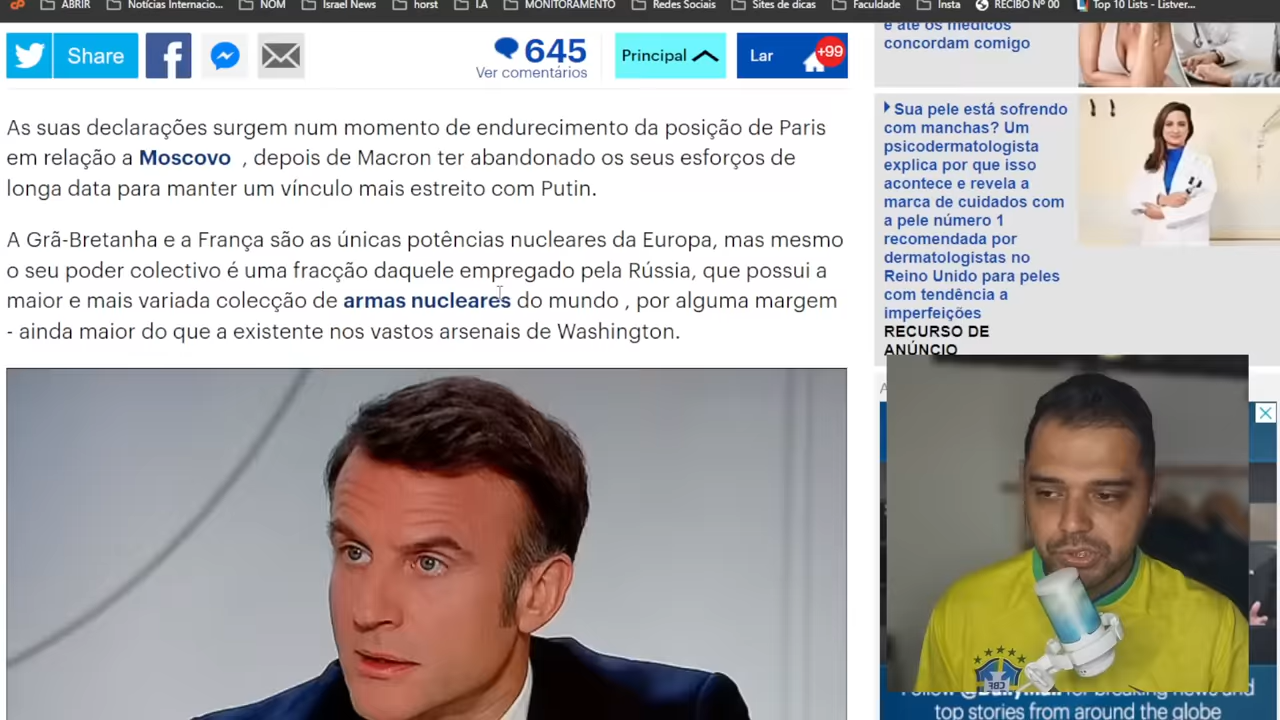 ABRIR
Notícias Internacio...
NOM
Israel News
horst
I.A
MONITORAMENTO
Redes Sociais
Sites de dicas
Faculdade
Insta
RECIBO Nº 00
Top 10 Lists - Listver...
Share
645
Ver comentários
Principal
Lar
+99
As suas declarações surgem num momento de endurecimento da posição de Paris
em relação a Moscovo , depois de Macron ter abandonado os seus esforços de
longa data para manter um vínculo mais estreito com Putin.
A Grã-Bretanha e a França são as únicas potências nucleares da Europa, mas mesmo
o seu poder colectivo é uma fracção daquele empregado pela Rússia, que possui a
maior e mais variada colecção de armas nucleares do mundo , por alguma margem
- ainda maior do que a existente nos vastos arsenais de Washington.
e até os médicos
concordam comigo
Sua pele está sofrendo
com manchas? Um
psicodermatologista
explica por que isso
acontece e revela a
marca de cuidados com
a pele número 1
recomendada por
dermatologistas no
Reino Unido para peles
com tendência a
imperfeições
RECURSO DE
ANÚNCIO
CBF
Follow @DailyMail for breaking news and
top stories from around the globe